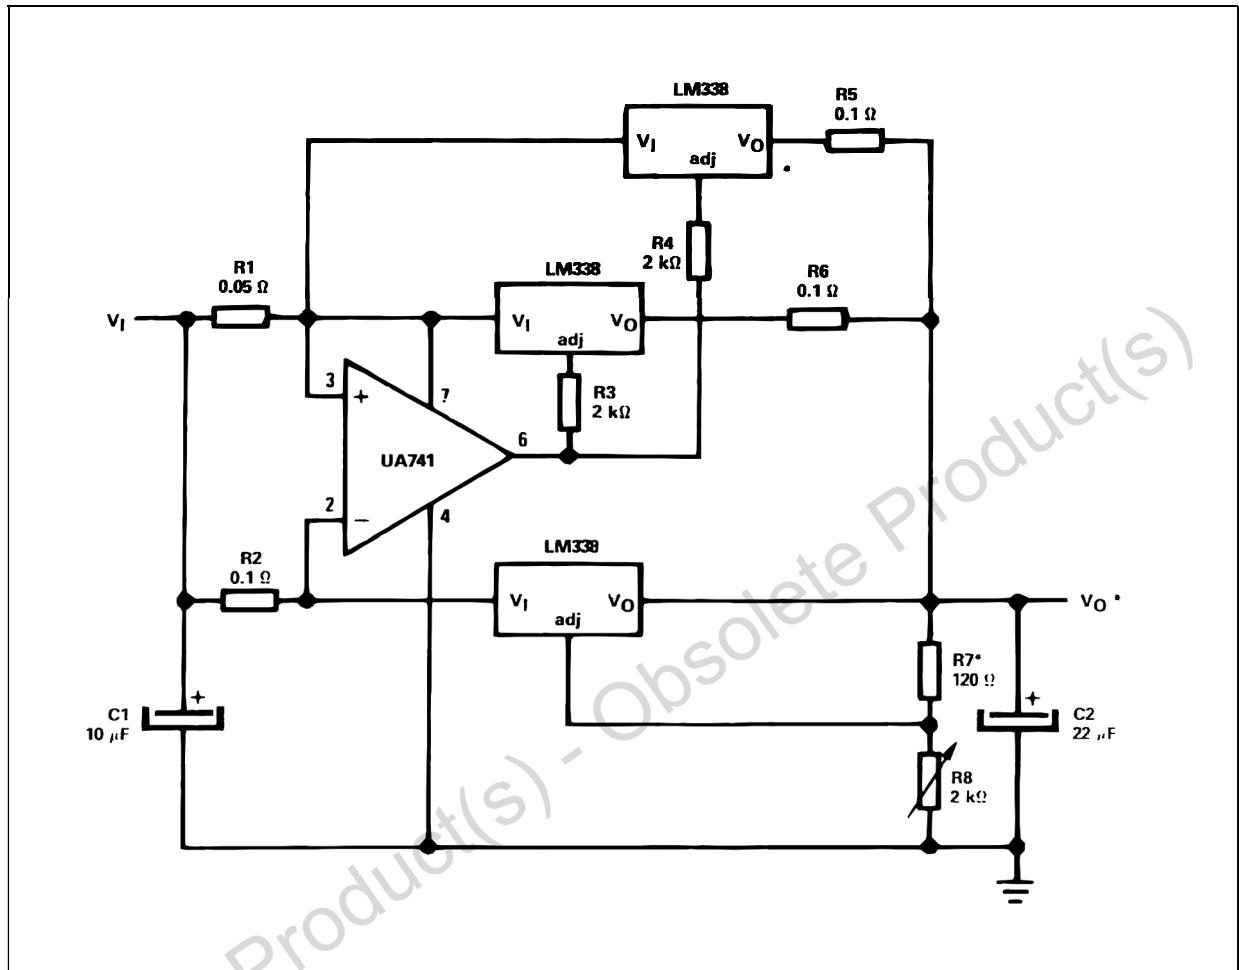 LM338
R5
0.1 Ω
VI
VO
adj
R4
2 kΩ
R1
0.05 Ω
LM338
R6
0.1 Ω
VI
VI
VO
adj
3
+
7
R3
2 kΩ
6
UA741
2
−
4
R2
0.1 Ω
LM338
VI
VO
adj
VO *
R7*
120 Ω
C1
10 μF
+
+
C2
22 μF
R8
2 kΩ
Product(s) - Obsolete Product(s)